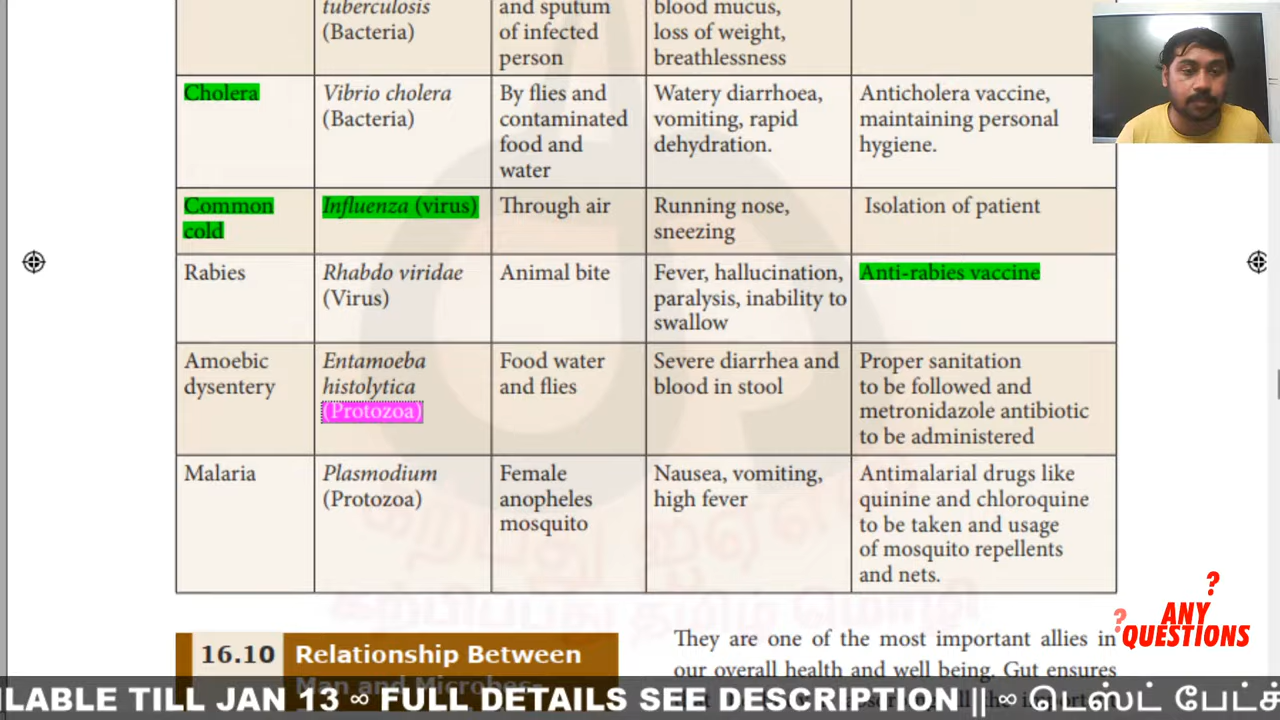 tuberculosis
(Bacteria)
and sputum
of infected
person
blood mucus,
loss of weight,
breathlessness
Cholera
Vibrio cholera
(Bacteria)
By flies and
contaminated
food and
water
Watery diarrhoea,
vomiting, rapid
dehydration.
Anticholera vaccine,
maintaining personal
hygiene.
Common
cold
Influenza (virus)
Through air
Running nose,
sneezing
Isolation of patient
Rabies
Rhabdo viridae
(Virus)
Animal bite
Fever, hallucination,
paralysis, inability to
swallow
Anti-rabies vaccine
Amoebic
dysentery
Entamoeba
histolytica
(Protozoa)
Food water
and flies
Severe diarrhea and
blood in stool
Proper sanitation
to be followed and
metronidazole antibiotic
to be administered
Malaria
Plasmodium
(Protozoa)
Female
anopheles
mosquito
Nausea, vomiting,
high fever
Antimalarial drugs like
quinine and chloroquine
to be taken and usage
of mosquito repellents
and nets.
16.10 Relationship Between
Man and Microbes-
They are one of the most important allies in
our overall health and well being. Gut ensures
? ?
ANY
QUESTIONS
ILABLE TILL JAN 13 ∞ FULL DETAILS SEE DESCRIPTION || ∞ டெஸ்ட் பேட்ச்